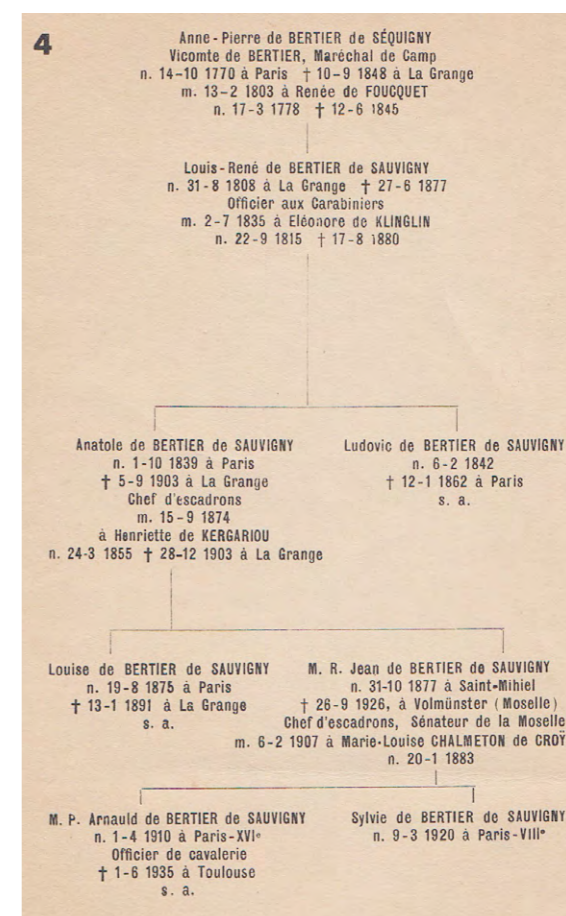 4
Anne-Pierre de BERTIER de SÉQUIGNY
Vicomte de BERTIER, Maréchal de Camp
n. 14-10 1770 à Paris † 10-9 1848 à La Grange
m. 13-2 1803 à Renée de FOUCQUET
n. 17-3 1778 † 12-6 1845
Louis-René de BERTIER de SAUVIGNY
n. 31-8 1808 à La Grange † 27-6 1877
Officier aux Carabiniers
m. 2-7 1835 à Eléonore de KLINGLIN
n. 22-9 1815 † 17-8 1880
Anatole de BERTIER de SAUVIGNY
n. 1-10 1839 à Paris
† 5-9 1903 à La Grange
Chef d'escadrons
m. 15-9 1874
à Henriette de KERGARIOU
n. 24-3 1855 † 28-12 1903 à La Grange
Ludovic de BERTIER de SAUVIGNY
n. 6-2 1842
† 12-1 1862 à Paris
s. a.
Louise de BERTIER de SAUVIGNY
n. 19-8 1875 à Paris
† 13-1 1891 à La Grange
s. a.
M. R. Jean de BERTIER de SAUVIGNY
n. 31-10 1877 à Saint-Mihiel
† 26-9 1926, à Volmünster (Moselle)
Chef d'escadrons, Sénateur de la Moselle
m. 6-2 1907 à Marie-Louise CHALMETON de CROŸ
n. 20-1 1883
M. P. Arnauld de BERTIER de SAUVIGNY
n. 1-4 1910 à Paris-XVIe
Officier de cavalerie
† 1-6 1935 à Toulouse
s. a.
Sylvie de BERTIER de SAUVIGNY
n. 9-3 1920 à Paris-VIIIe